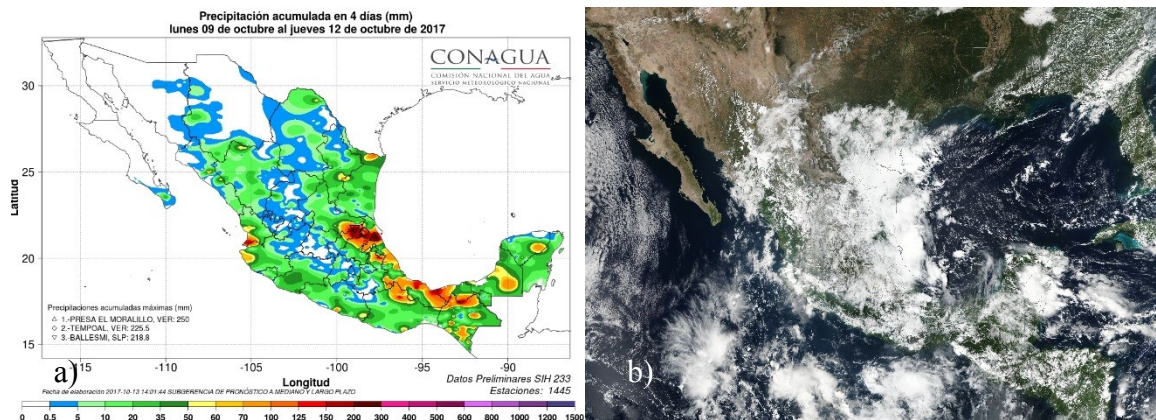 Precipitación acumulada en 4 días (mm)
lunes 09 de octubre al jueves 12 de octubre de 2017
CONAGUA
COMISIÓN NACIONAL DEL AGUA
SERVICIO METEOROLÓGICO NACIONAL
Latitud
30
25
20
15
Precipitaciones acumuladas máximas (mm)
1.-PRESA EL MORALILLO, VER: 250
2.-TEMPOAL, VER: 225.5
3.-BALLESMI, SLP: 218.8
-115 -110 -105 -100 -95 -90
a)
Longitud
Datos Preliminares SIH 233
Estaciones: 1445
Fecha de elaboración 2017-10-13 14:01:44 SUBGERENCIA DE PRONÓSTICO A MEDIANO Y LARGO PLAZO
0 0.5 5 10 20 35 50 60 70 100 125 150 200 300 400 500 600 800 1000 1200 1500
b)